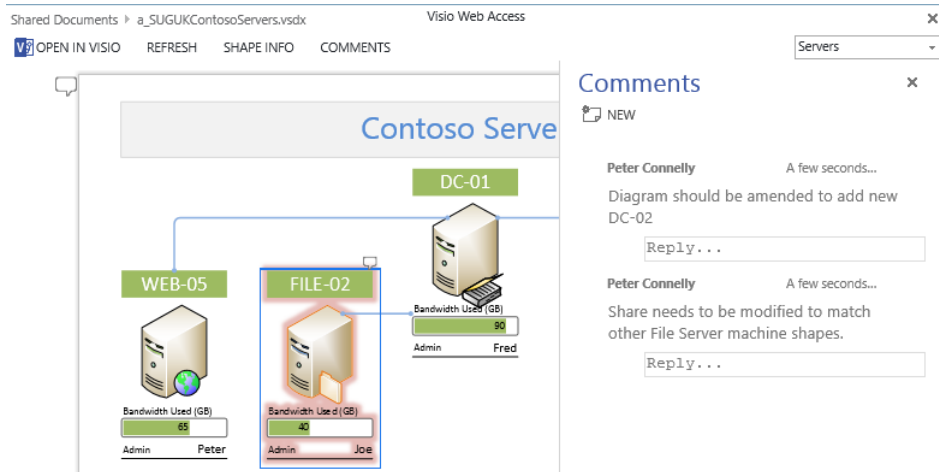 Shared Documents ▸ a_SUGUKContosoServers.vsdx
Visio Web Access
OPEN IN VISIO REFRESH SHAPE INFO COMMENTS
Servers
Contoso Serve
DC-01
Bandwidth Used (GB)
90
Admin Fred
WEB-05
Bandwidth Used (GB)
65
Admin Peter
FILE-02
Bandwidth Used (GB)
40
Admin Joe
Comments
NEW
Peter Connelly A few seconds...
Diagram should be amended to add new
DC-02
Reply...
Peter Connelly A few seconds...
Share needs to be modified to match
other File Server machine shapes.
Reply...